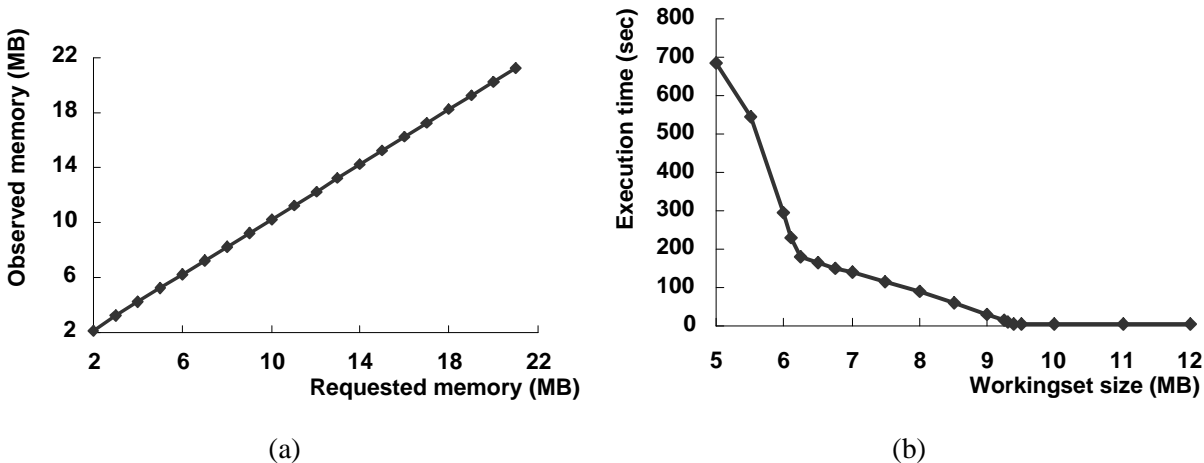 Observed memory (MB)
22
18
14
10
6
2
2 6 10 14 18 22
Requested memory (MB)
(a)
Execution time (sec)
800
700
600
500
400
300
200
100
0
5 6 7 8 9 10 11 12
Workingset size (MB)
(b)